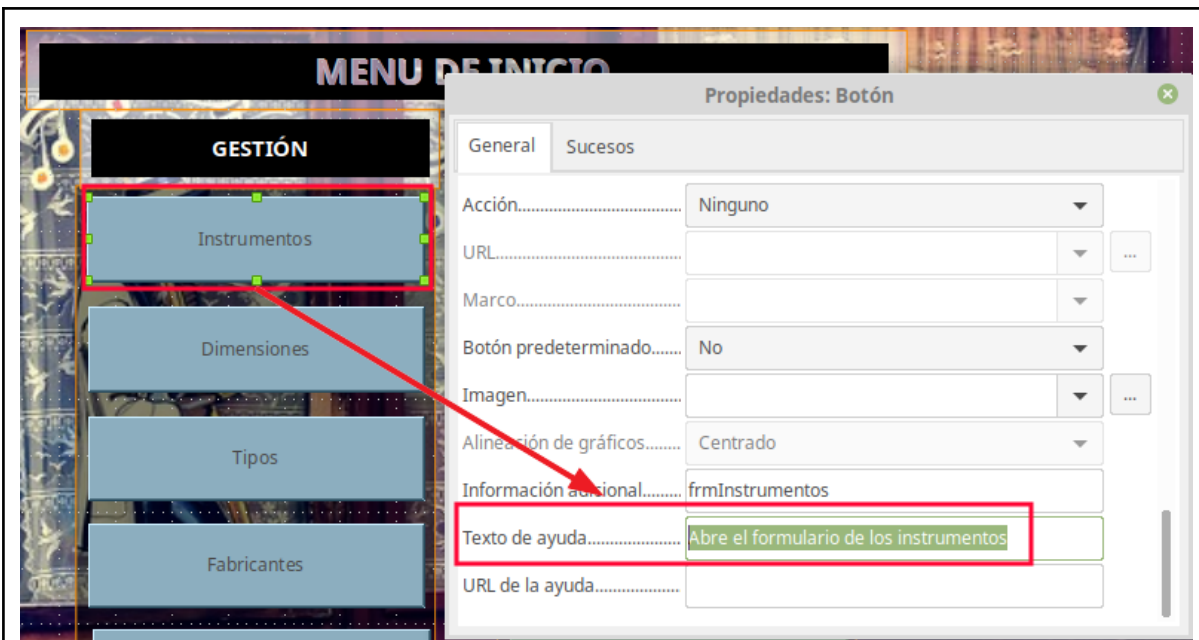 MENU DE INICIO
GESTIÓN
Instrumentos
Dimensiones
Tipos
Fabricantes
Propiedades: Botón
General Sucesos
Acción........................................ Ninguno
URL............................................. ...
Marco........................................
Botón predeterminado....... No
Imagen...................................... ...
Alineación de gráficos........ Centrado
Información adicional......... frmInstrumentos
Texto de ayuda...................... Abre el formulario de los instrumentos
URL de la ayuda....................